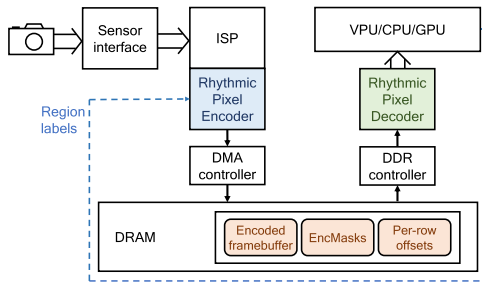 Sensor
interface
ISP
VPU/CPU/GPU
Rhythmic
Pixel
Encoder
Rhythmic
Pixel
Decoder
Region
labels
DMA
controller
DDR
controller
DRAM
Encoded
framebuffer
EncMasks
Per-row
offsets